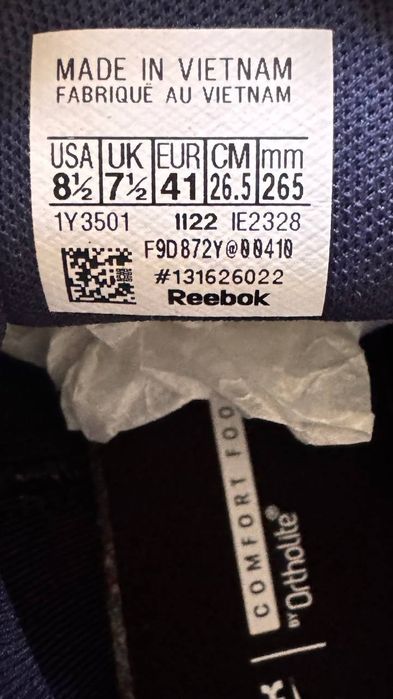 MADE IN VIETNAM
FABRIQUË AU VIETNAM
USA UK EUR CM mm
8½ 7½ 41 26.5 265
1Y3501 1122 IE2328
F9D872Y@00410
#131626022
Reebok
COMFORT
BY OrthoLite®